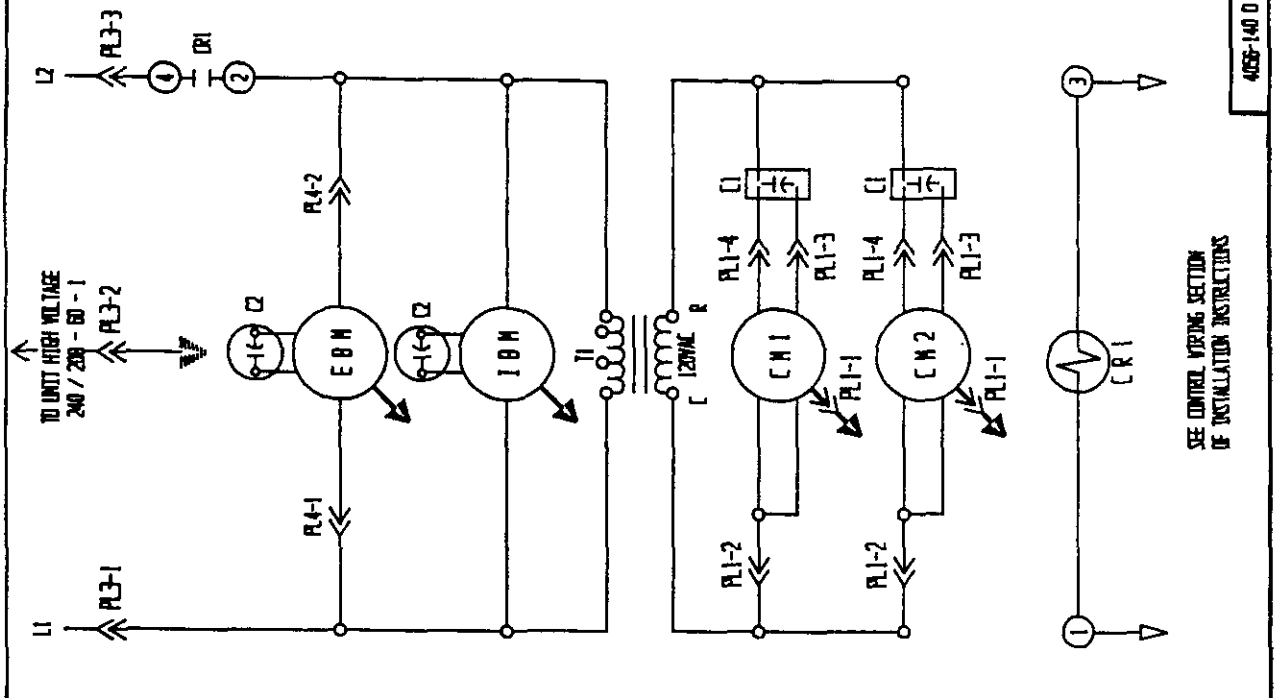 L1
L2
PL3-1
TO UNIT HIGH VOLTAGE
240 / 208 - 60 - 1
PL3-2
PL3-3
4
CR1
2
C2
PL4-1
EBM
PL4-2
C2
IBM
T1
120VAC
C
R
C1
PL1-4
PL1-2
CM1
PL1-3
PL1-1
C1
PL1-4
PL1-2
CM2
PL1-3
PL1-1
1
CR1
3
SEE CONTROL WIRING SECTION
OF INSTALLATION INSTRUCTIONS
4056-140 D